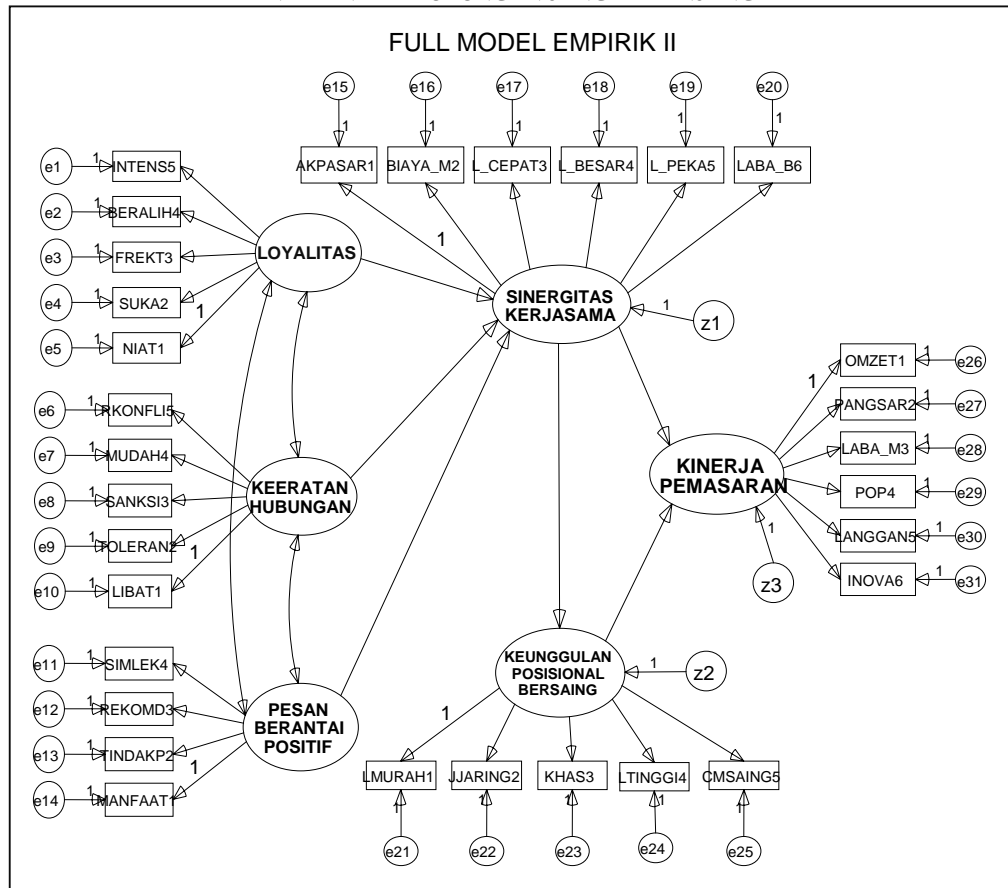 FULL MODEL EMPIRIK II
e15
e16
e17
e18
e19
e20
1
1
1
1
1
1
AKPASAR1
BIAYA_M2
L_CEPAT3
L_BESAR4
L_PEKA5
LABA_B6
e1
1
INTENS5
e2
1
BERALIH4
e3
1
FREKT3
e4
1
SUKA2
e5
1
NIAT1
1
LOYALITAS
1
SINERGITAS
KERJASAMA
1
z1
e6
1
RKONFLI5
e7
1
MUDAH4
e8
1
SANKSI3
e9
1
TOLERAN2
e10
1
LIBAT1
1
KEERATAN
HUBUNGAN
1
OMZET1
1
e26
PANGSAR2
1
e27
LABA_M3
1
e28
POP4
1
e29
LANGGAN5
1
e30
INOVA6
1
e31
KINERJA
PEMASARAN
1
z3
e11
1
SIMLEK4
e12
1
REKOMD3
e13
1
TINDAKP2
e14
1
MANFAAT1
1
PESAN
BERANTAI
POSITIF
KEUNGGULAN
POSISIONAL
BERSAING
1
z2
1
LMURAH1
JJARING2
KHAS3
LTINGGI4
CMSAING5
1
1
1
1
1
e21
e22
e23
e24
e25